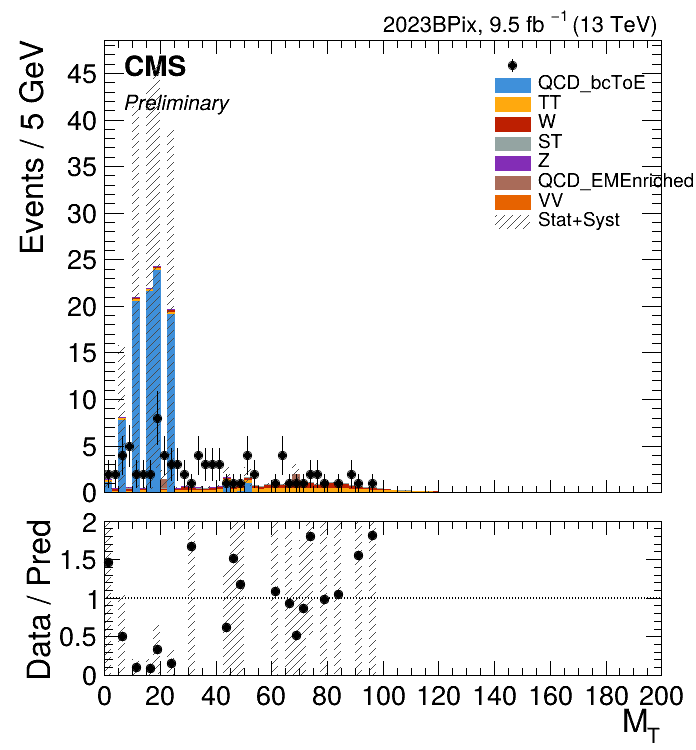 2023BPix, 9.5 fb⁻¹ (13 TeV)
CMS
Preliminary
Events / 5 GeV
45
40
35
30
25
20
15
10
5
0
QCD_bcToE
TT
W
ST
Z
QCD_EMEnriched
VV
Stat+Syst
Data / Pred
2
1.5
1
0.5
0
0 20 40 60 80 100 120 140 160 180 200
M_T